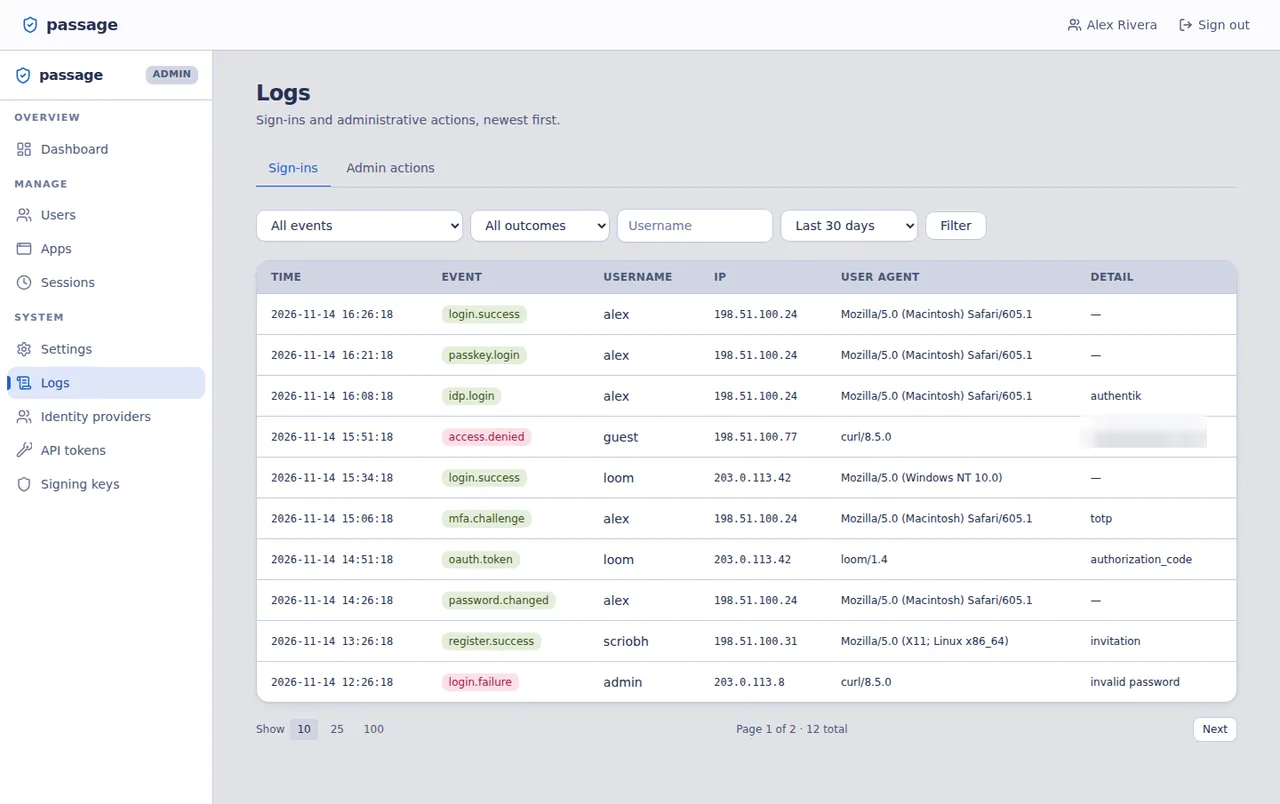 passage
Alex Rivera Sign out
passage ADMIN
OVERVIEW
Dashboard
MANAGE
Users
Apps
Sessions
SYSTEM
Settings
Logs
Identity providers
API tokens
Signing keys
Logs
Sign-ins and administrative actions, newest first.
Sign-ins Admin actions
All events All outcomes Username Last 30 days Filter
TIME EVENT USERNAME IP USER AGENT DETAIL
2026-11-14 16:26:18 login.success alex 198.51.100.24 Mozilla/5.0 (Macintosh) Safari/605.1 —
2026-11-14 16:21:18 passkey.login alex 198.51.100.24 Mozilla/5.0 (Macintosh) Safari/605.1 —
2026-11-14 16:08:18 idp.login alex 198.51.100.24 Mozilla/5.0 (Macintosh) Safari/605.1 authentik
2026-11-14 15:51:18 access.denied guest 198.51.100.77 curl/8.5.0
2026-11-14 15:34:18 login.success loom 203.0.113.42 Mozilla/5.0 (Windows NT 10.0) —
2026-11-14 15:06:18 mfa.challenge alex 198.51.100.24 Mozilla/5.0 (Macintosh) Safari/605.1 totp
2026-11-14 14:51:18 oauth.token loom 203.0.113.42 loom/1.4 authorization_code
2026-11-14 14:26:18 password.changed alex 198.51.100.24 Mozilla/5.0 (Macintosh) Safari/605.1 —
2026-11-14 13:26:18 register.success scriobh 198.51.100.31 Mozilla/5.0 (X11; Linux x86_64) invitation
2026-11-14 12:26:18 login.failure admin 203.0.113.8 curl/8.5.0 invalid password
Show 10 25 100 Page 1 of 2 · 12 total Next